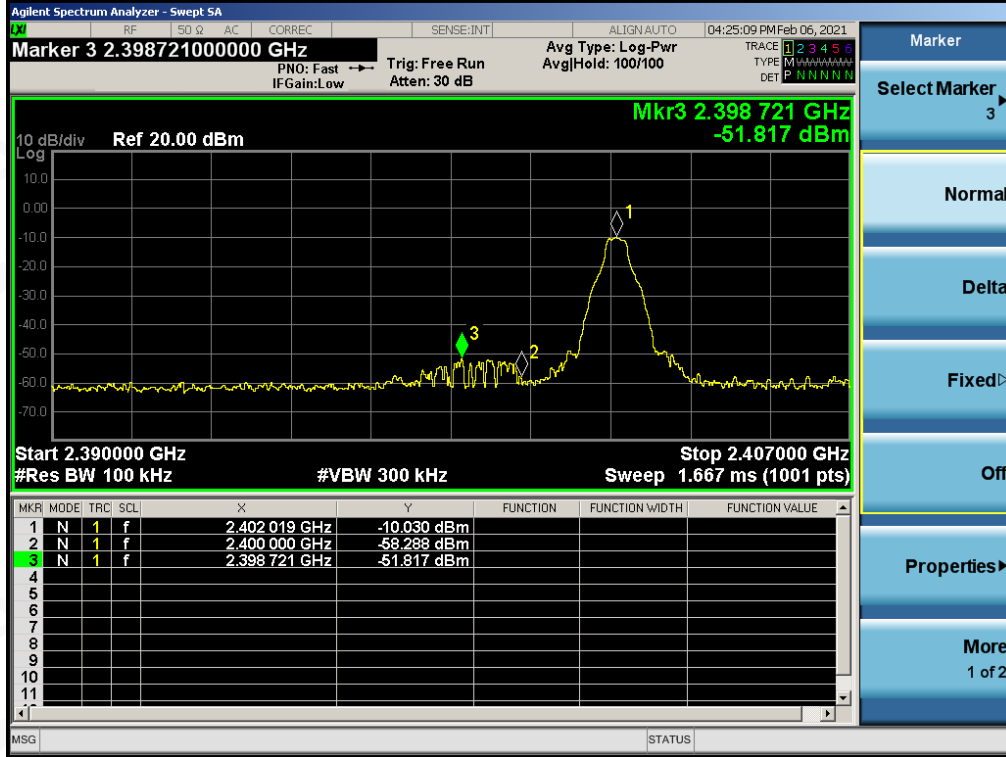 Agilent Spectrum Analyzer - Swept SA
LXI RF 50 Ω AC CORREC SENSE:INT ALIGN AUTO 04:25:09 PM Feb 06, 2021
Marker 3 2.398721000000 GHz
PNO: Fast
IFGain:Low
Trig: Free Run
Atten: 30 dB
Avg Type: Log-Pwr
Avg|Hold: 100/100
TRACE 1 2 3 4 5 6
TYPE M WWWWW
DET P N N N N N
Mkr3 2.398 721 GHz
-51.817 dBm
10 dB/div Ref 20.00 dBm
Log
10.0
0.00
-10.0
-20.0
-30.0
-40.0
-50.0
-60.0
-70.0
1
3
2
Start 2.390000 GHz Stop 2.407000 GHz
#Res BW 100 kHz #VBW 300 kHz Sweep 1.667 ms (1001 pts)
MKR MODE TRC SCL X Y FUNCTION FUNCTION WIDTH FUNCTION VALUE
1 N 1 f 2.402 019 GHz -10.030 dBm
2 N 1 f 2.400 000 GHz -58.288 dBm
3 N 1 f 2.398 721 GHz -51.817 dBm
4
5
6
7
8
9
10
11
MSG STATUS
Marker
Select Marker
3
Normal
Delta
Fixed
Off
Properties
More
1 of 2